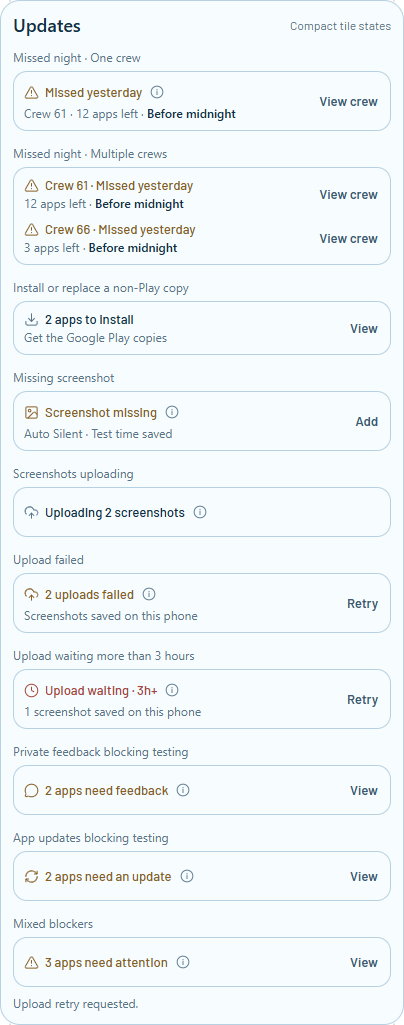 Updates
Compact tile states
Missed night · One crew
Missed yesterday
View crew
Crew 61 · 12 apps left · Before midnight
Missed night · Multiple crews
Crew 61 · Missed yesterday
View crew
12 apps left · Before midnight
Crew 66 · Missed yesterday
View crew
3 apps left · Before midnight
Install or replace a non-Play copy
2 apps to install
View
Get the Google Play copies
Missing screenshot
Screenshot missing
Add
Auto Silent · Test time saved
Screenshots uploading
Uploading 2 screenshots
Upload failed
2 uploads failed
Retry
Screenshots saved on this phone
Upload waiting more than 3 hours
Upload waiting · 3h+
Retry
1 screenshot saved on this phone
Private feedback blocking testing
2 apps need feedback
View
App updates blocking testing
2 apps need an update
View
Mixed blockers
3 apps need attention
View
Upload retry requested.